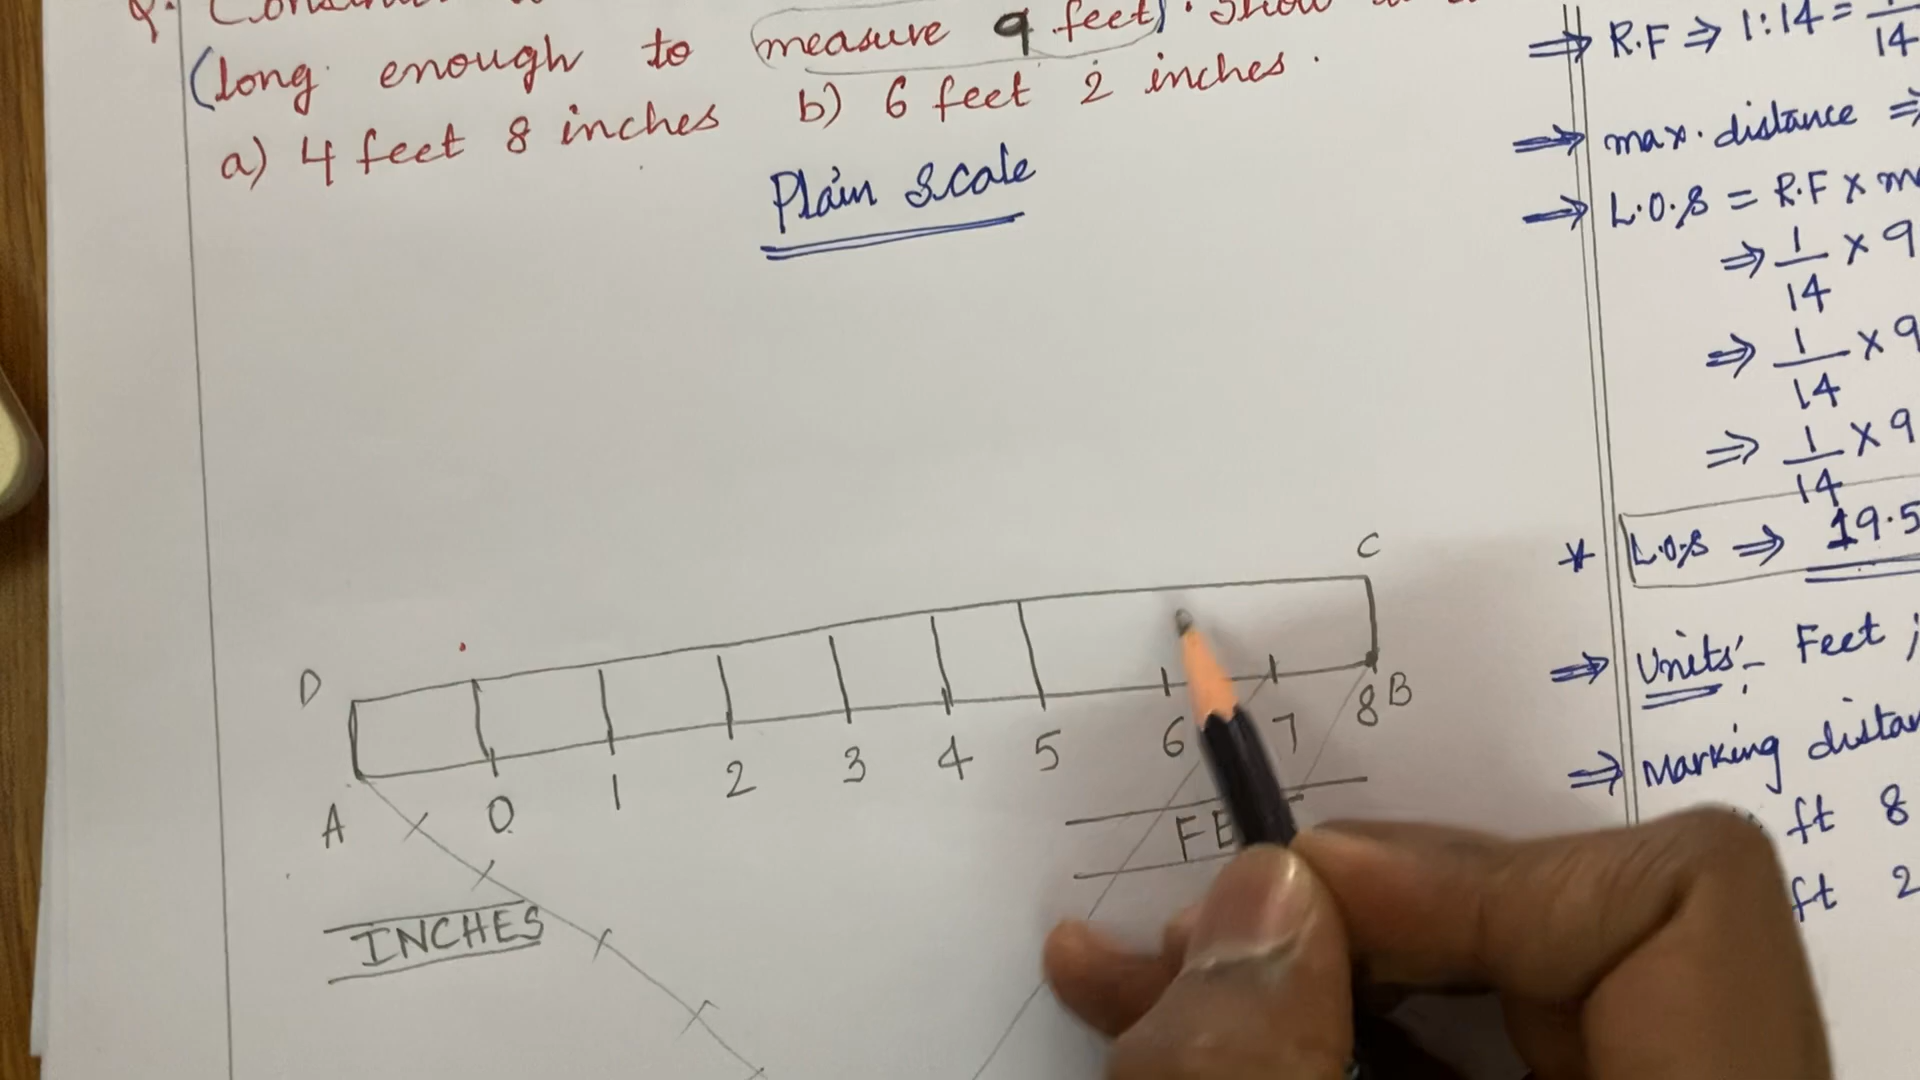 (long enough to (measure 9 feet).
a) 4 feet 8 inches b) 6 feet 2 inches.
Plain scale
D
C
A
0
1
2
3
4
5
6
7
8
B
INCHES
⇒ R.F ⇒ 1:14 =
14
⇒ max. distance ⇒
⇒ L.O.S = R.F x
⇒ 1/14 x 9
⇒ 1/14 x 9
⇒ 1/14 x 9
* L.O.S ⇒ 19.5
⇒ Units:- Feet ;
⇒ Marking
ft 8
ft 2